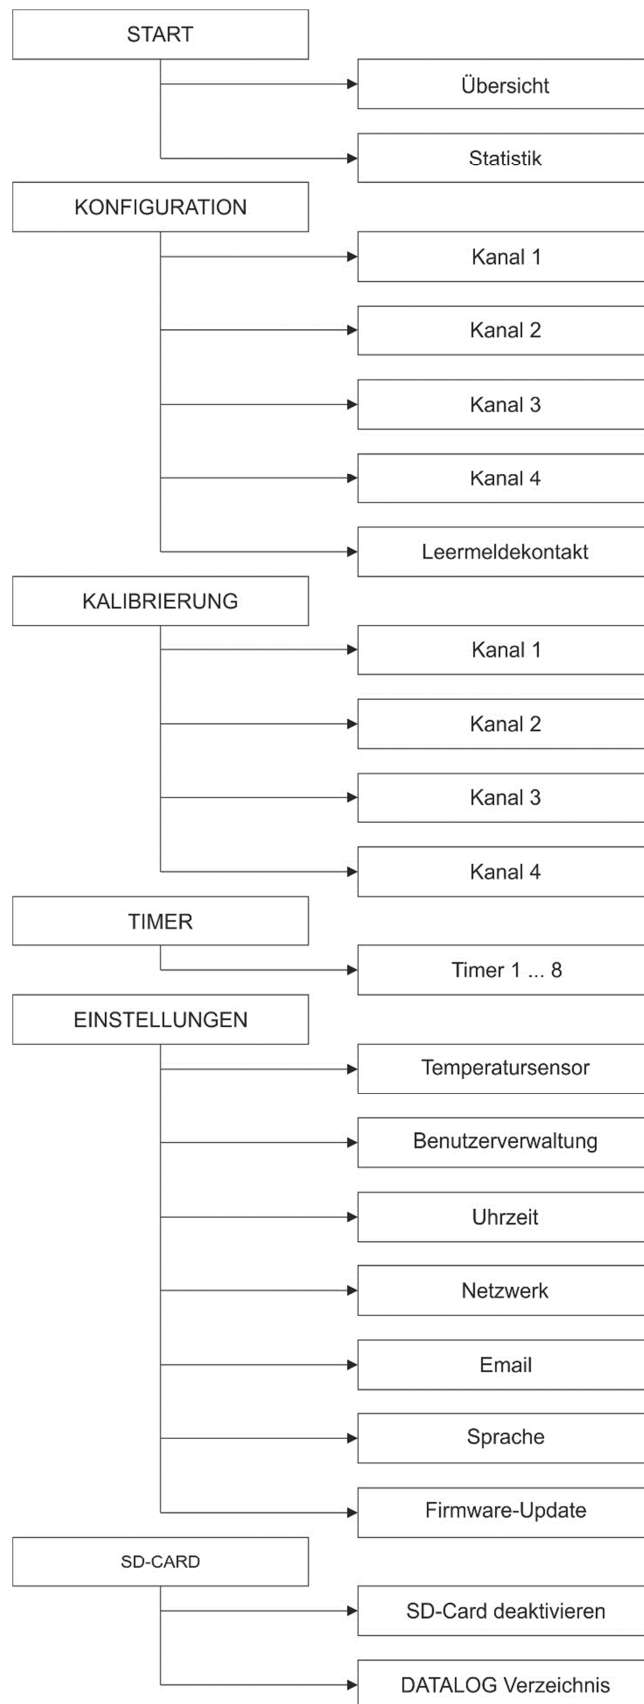 START
Übersicht
Statistik
KONFIGURATION
Kanal 1
Kanal 2
Kanal 3
Kanal 4
Leermeldekontakt
KALIBRIERUNG
Kanal 1
Kanal 2
Kanal 3
Kanal 4
TIMER
Timer 1 ... 8
EINSTELLUNGEN
Temperatursensor
Benutzerverwaltung
Uhrzeit
Netzwerk
Email
Sprache
Firmware-Update
SD-CARD
SD-Card deaktivieren
DATALOG Verzeichnis